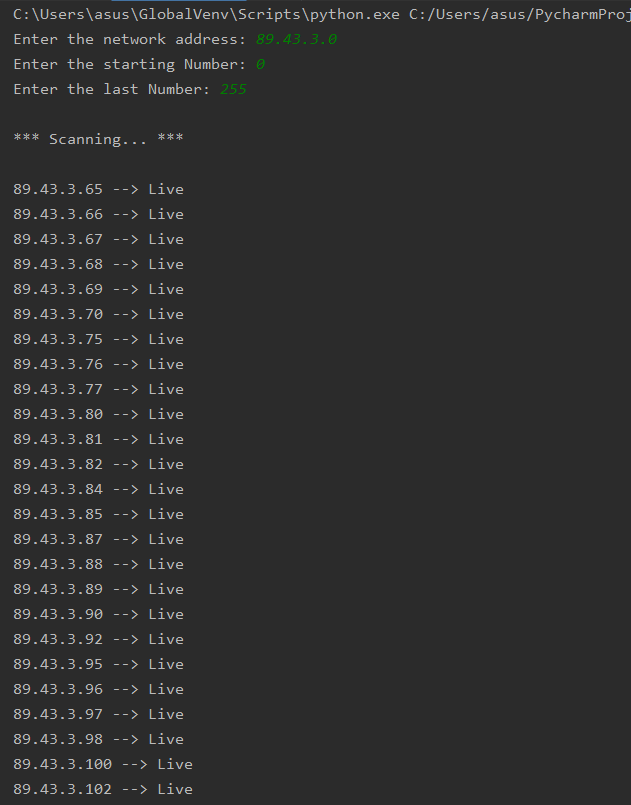 C:\Users\asus\GlobalVenv\Scripts\python.exe C:/Users/asus/PycharmProj
Enter the network address: 89.43.3.0
Enter the starting Number: 0
Enter the last Number: 255
*** Scanning... ***
89.43.3.65 --> Live
89.43.3.66 --> Live
89.43.3.67 --> Live
89.43.3.68 --> Live
89.43.3.69 --> Live
89.43.3.70 --> Live
89.43.3.75 --> Live
89.43.3.76 --> Live
89.43.3.77 --> Live
89.43.3.80 --> Live
89.43.3.81 --> Live
89.43.3.82 --> Live
89.43.3.84 --> Live
89.43.3.85 --> Live
89.43.3.87 --> Live
89.43.3.88 --> Live
89.43.3.89 --> Live
89.43.3.90 --> Live
89.43.3.92 --> Live
89.43.3.95 --> Live
89.43.3.96 --> Live
89.43.3.97 --> Live
89.43.3.98 --> Live
89.43.3.100 --> Live
89.43.3.102 --> Live